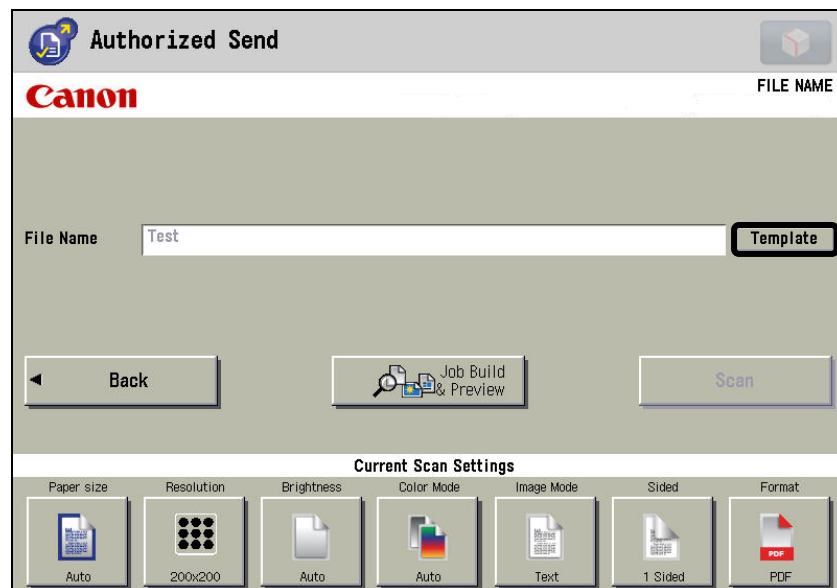 Authorized Send
Canon
FILE NAME
File Name
Test
Template
Back
Job Build
& Preview
Scan
Current Scan Settings
Paper size
Resolution
Brightness
Color Mode
Image Mode
Sided
Format
PDF
Auto
200x200
Auto
Auto
Text
1 Sided
PDF